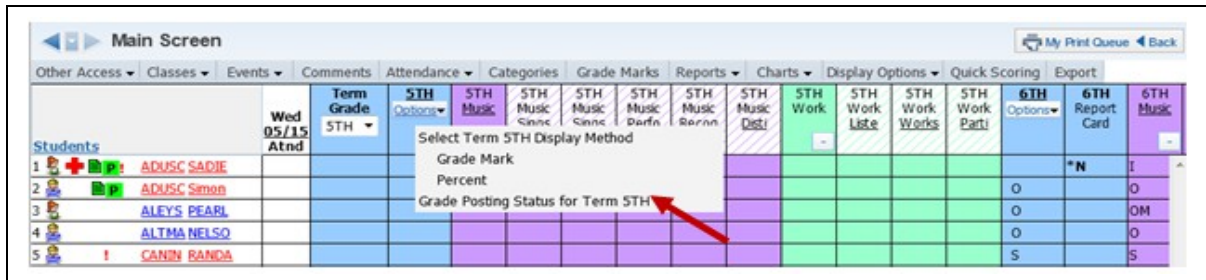 Main Screen
My Print Queue Back
Other Access Classes Events Comments Attendance Categories Grade Marks Reports Charts Display Options Quick Scoring Export
Students
Wed
05/15
Atnd
Term
Grade
5TH
5TH
Options
5TH
Music
5TH
Music
Sings
5TH
Music
Sings
5TH
Music
Perfo
5TH
Music
Recog
5TH
Music
Disti
5TH
Work
-
5TH
Work
Liste
5TH
Work
Works
5TH
Work
Parti
6TH
Options
6TH
Report
Card
6TH
Music
-
Select Term 5TH Display Method
Grade Mark
Percent
Grade Posting Status for Term 5TH
1 P ! ADUSC SADIE *N I
2 P ADUSC Simon O O
3 ALEYS PEARL O OM
4 ALTMA NELSO O O
5 ! CANIN RANDA S S